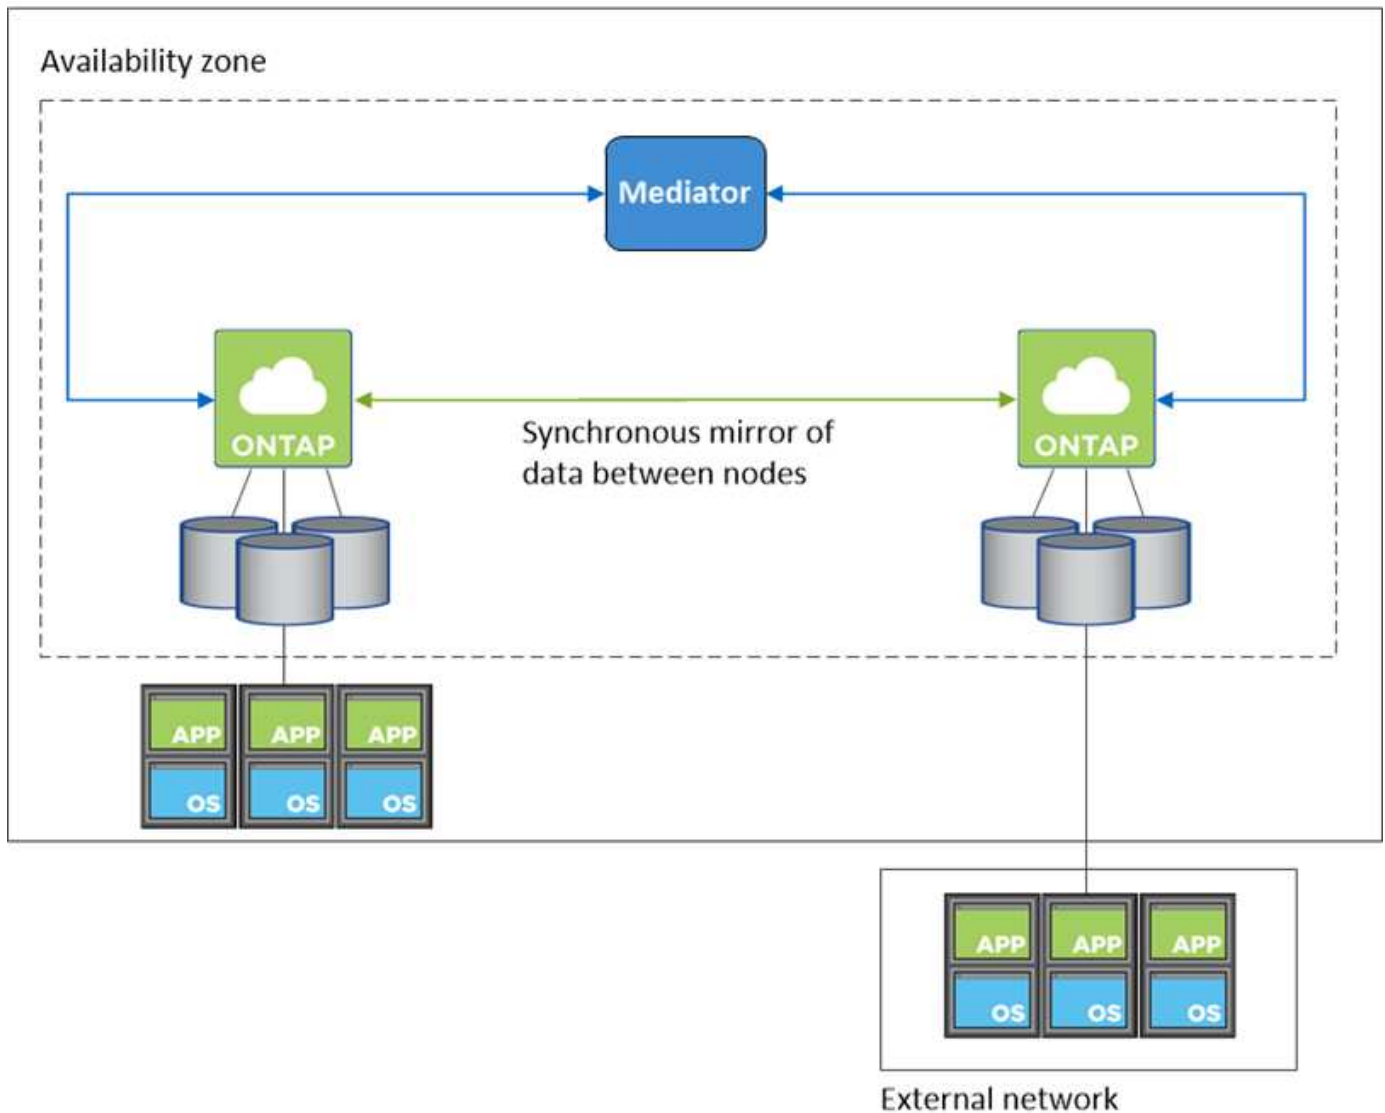 Availability zone
Mediator
ONTAP
ONTAP
Synchronous mirror of
data between nodes
APP APP APP
OS OS OS
APP APP APP
OS OS OS
External network